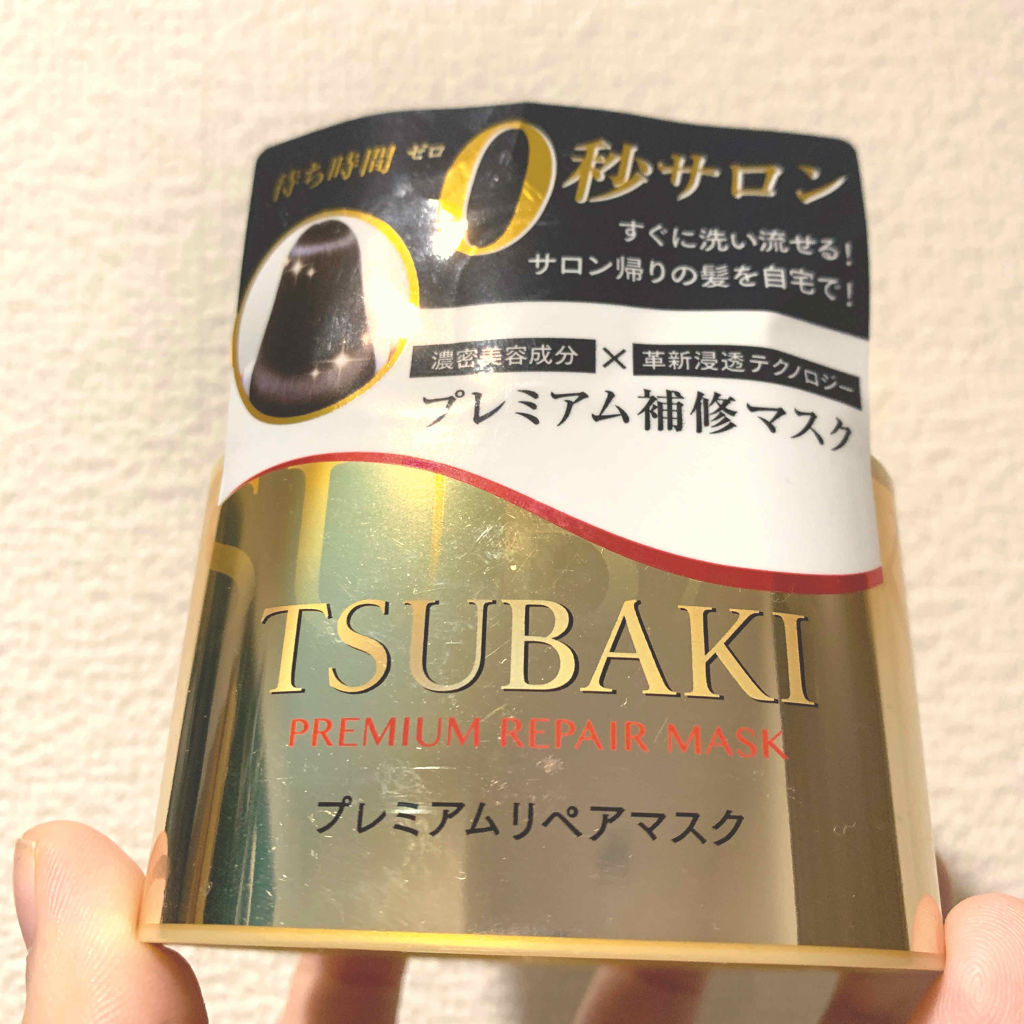 待ち時間 ゼロ 0秒サロン
すぐに洗い流せる!
サロン帰りの髪を自宅で!
濃密美容成分×革新浸透テクノロジー
プレミアム補修マスク
TSUBAKI
PREMIUM REPAIR MASK
プレミアムリペアマスク